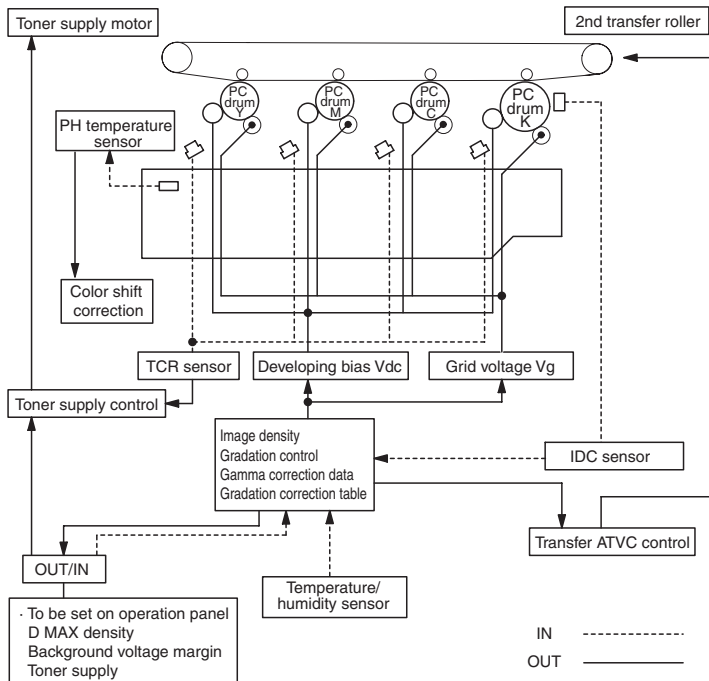 Toner supply motor
2nd transfer roller
PC
drum
Y
PC
drum
M
PC
drum
C
PC
drum
K
PH temperature
sensor
Color shift
correction
TCR sensor
Developing bias Vdc
Grid voltage Vg
Toner supply control
Image density
Gradation control
Gamma correction data
Gradation correction table
IDC sensor
Transfer ATVC control
OUT/IN
Temperature/
humidity sensor
· To be set on operation panel
D MAX density
Background voltage margin
Toner supply
IN
OUT